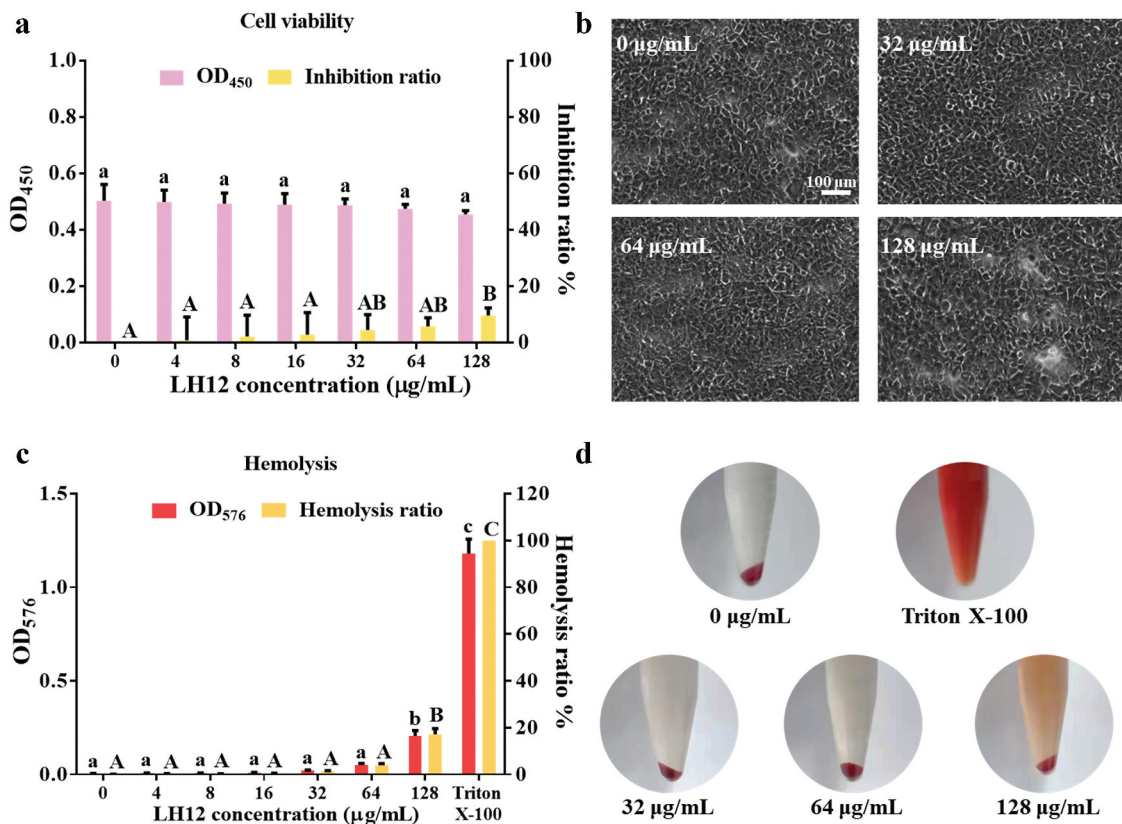 a
Cell viability
OD450
Inhibition ratio
1.0
0.8
0.6
0.4
0.2
0.0
OD450
100
80
60
40
20
0
Inhibition ratio %
a a a a a a a
A A A A AB AB B
0 4 8 16 32 64 128
LH12 concentration (µg/mL)
b
0 µg/mL
32 µg/mL
100 µm
64 µg/mL
128 µg/mL
c
Hemolysis
OD576
Hemolysis ratio
1.5
1.0
0.5
0.0
OD576
120
100
80
60
40
20
0
Hemolysis ratio %
a A a A a A a A a A a A b B c C
0 4 8 16 32 64 128 Triton
X-100
LH12 concentration (µg/mL)
d
0 µg/mL
Triton X-100
32 µg/mL
64 µg/mL
128 µg/mL